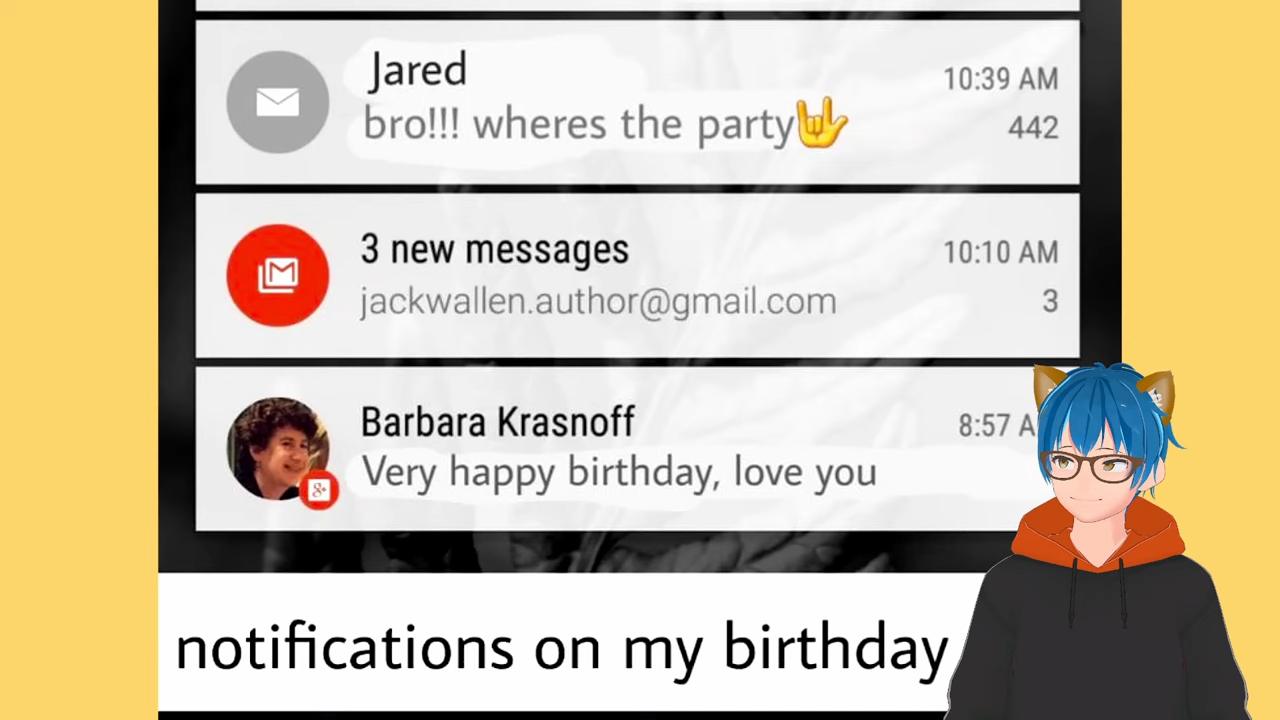 Jared
10:39 AM
bro!!! wheres the party🤟
442
3 new messages
10:10 AM
jackwallen.author@gmail.com
3
Barbara Krasnoff
8:57 A
Very happy birthday, love you
g+
notifications on my birthday